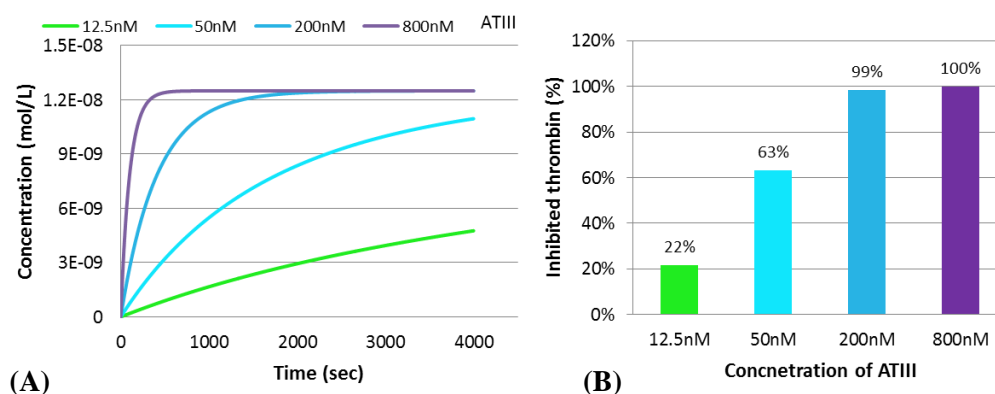 12.5nM 50nM 200nM 800nM ATIII
1.5E-08
1.2E-08
9E-09
6E-09
3E-09
0
Concentration (mol/L)
0 1000 2000 3000 4000
Time (sec)
(A)
120%
100%
80%
60%
40%
20%
0%
Inhibited thrombin (%)
22%
63%
99%
100%
12.5nM 50nM 200nM 800nM
Concnetration of ATIII
(B)